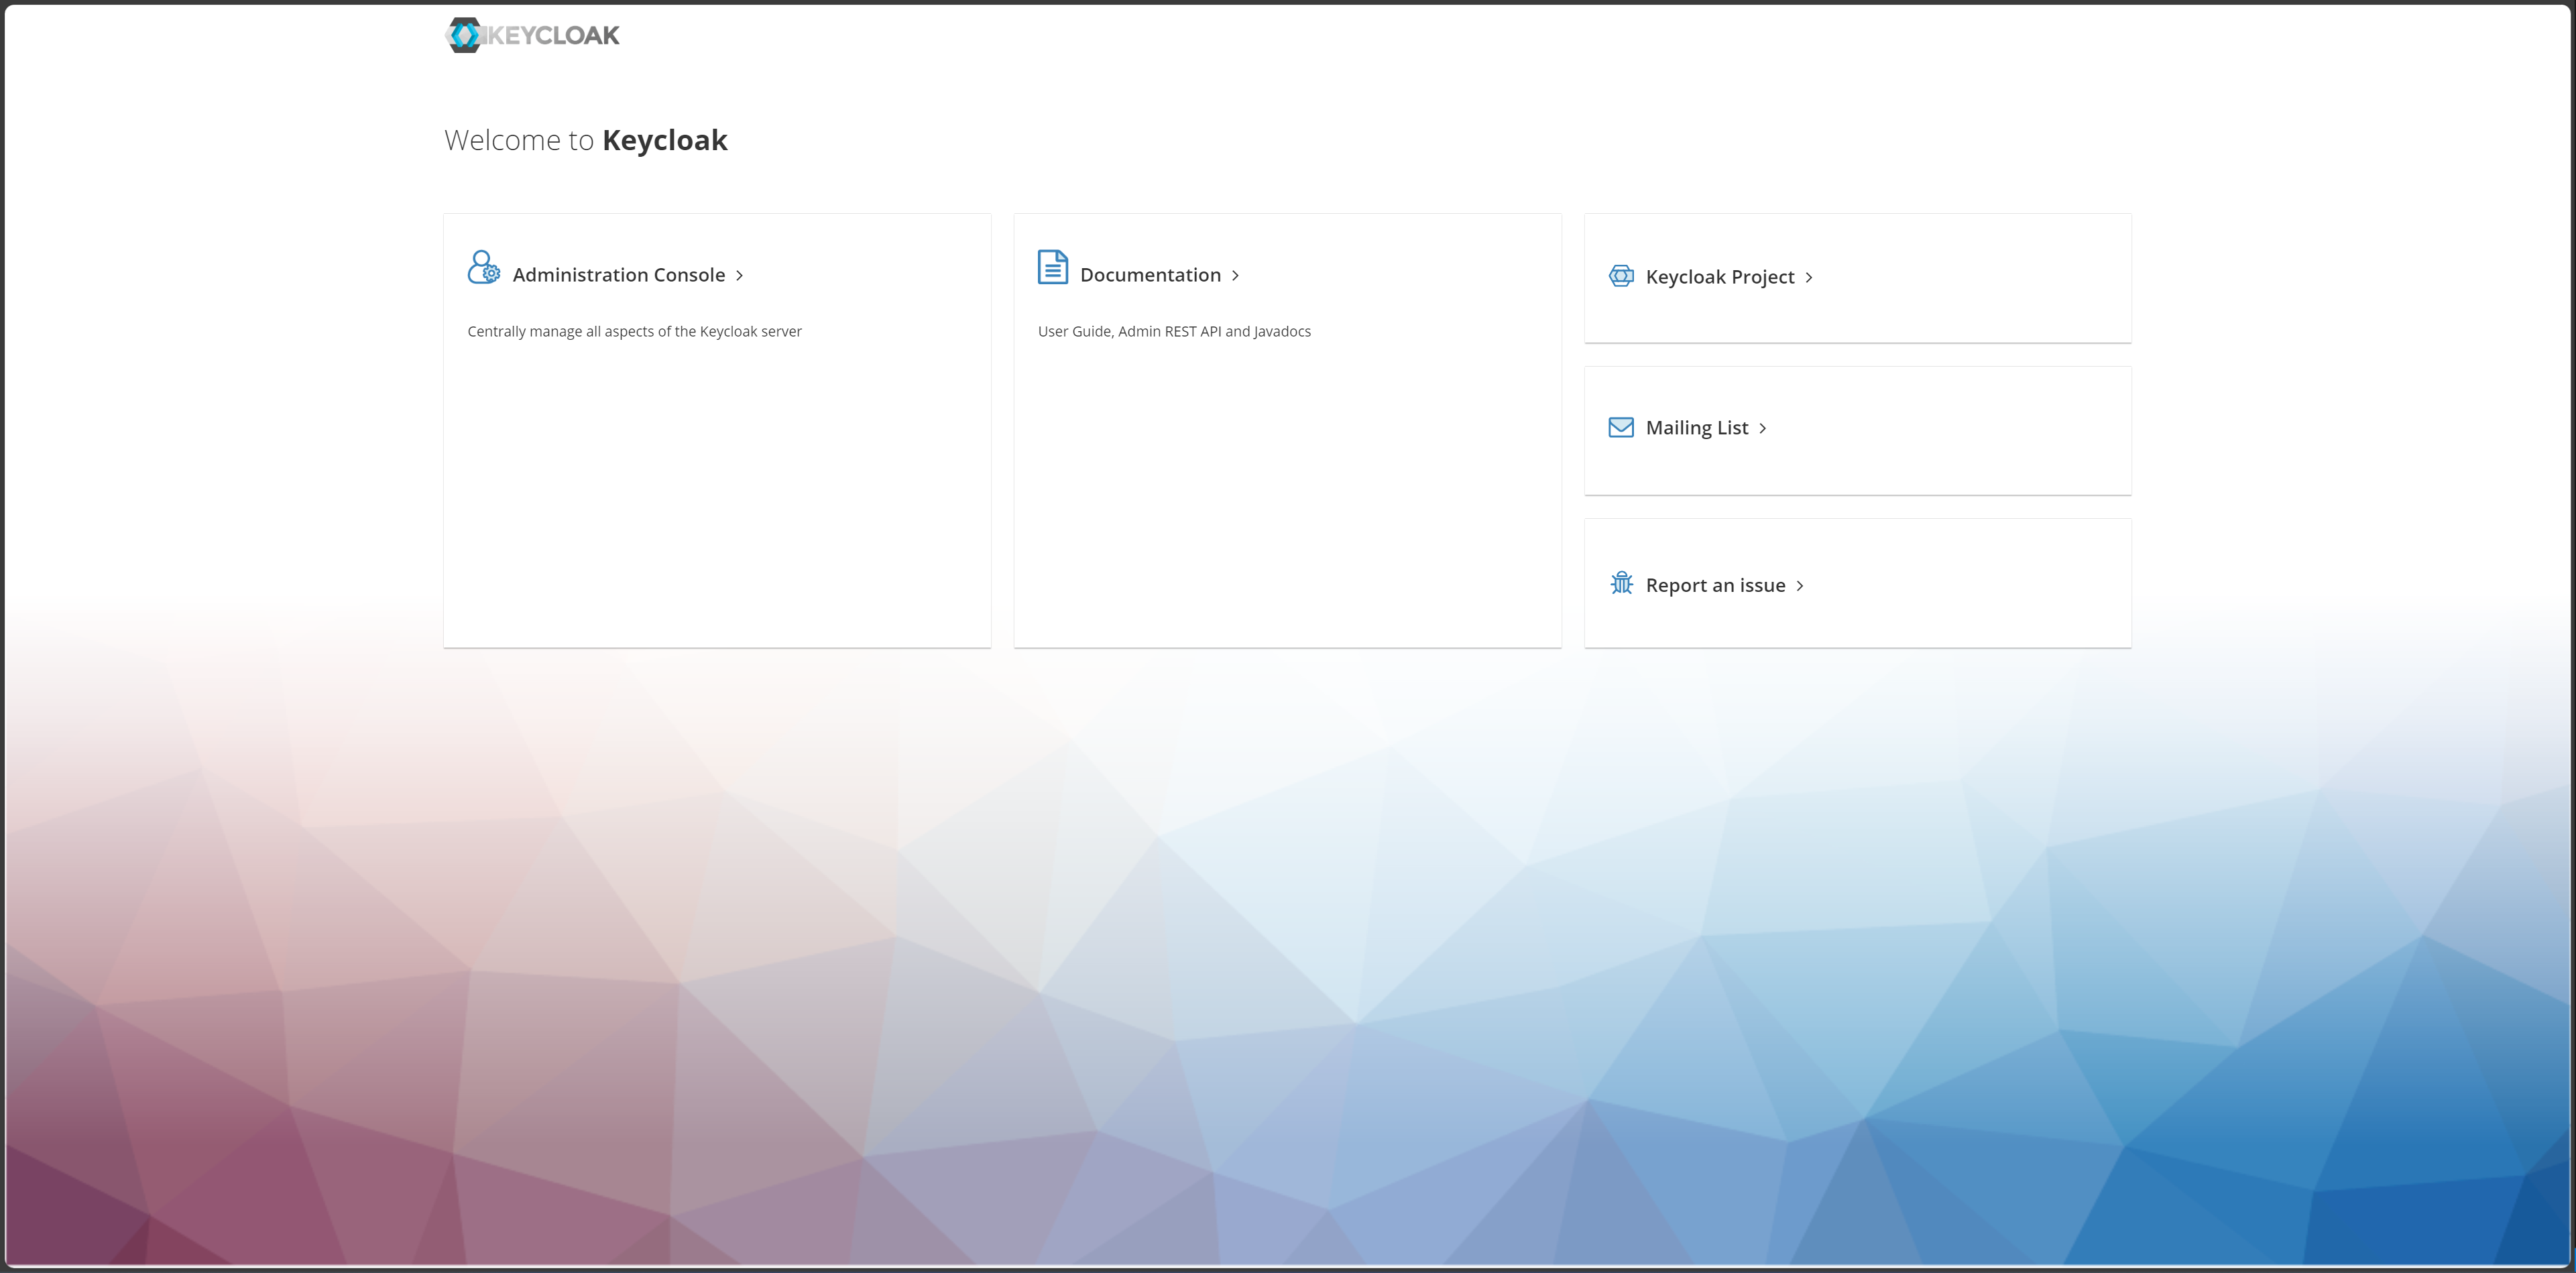 KEYCLOAK
Welcome to Keycloak
Administration Console
Centrally manage all aspects of the Keycloak server
Documentation
User Guide, Admin REST API and Javadocs
Keycloak Project
Mailing List
Report an issue